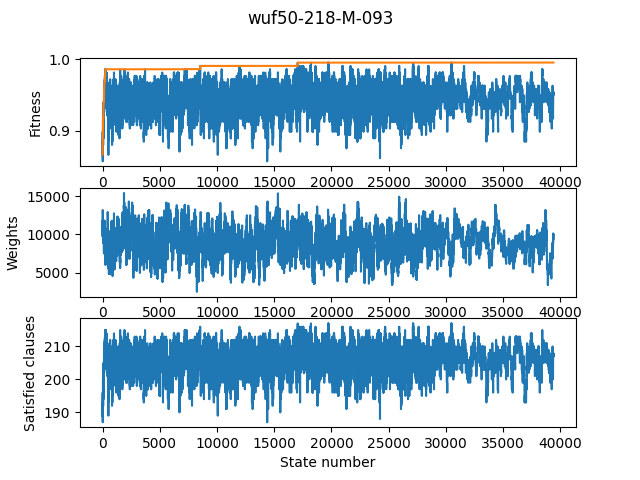 wuf50-218-M-093
1.0
0.9
Fitness
0 5000 10000 15000 20000 25000 30000 35000 40000
15000
10000
5000
Weights
0 5000 10000 15000 20000 25000 30000 35000 40000
210
200
190
Satisfied clauses
0 5000 10000 15000 20000 25000 30000 35000 40000
State number